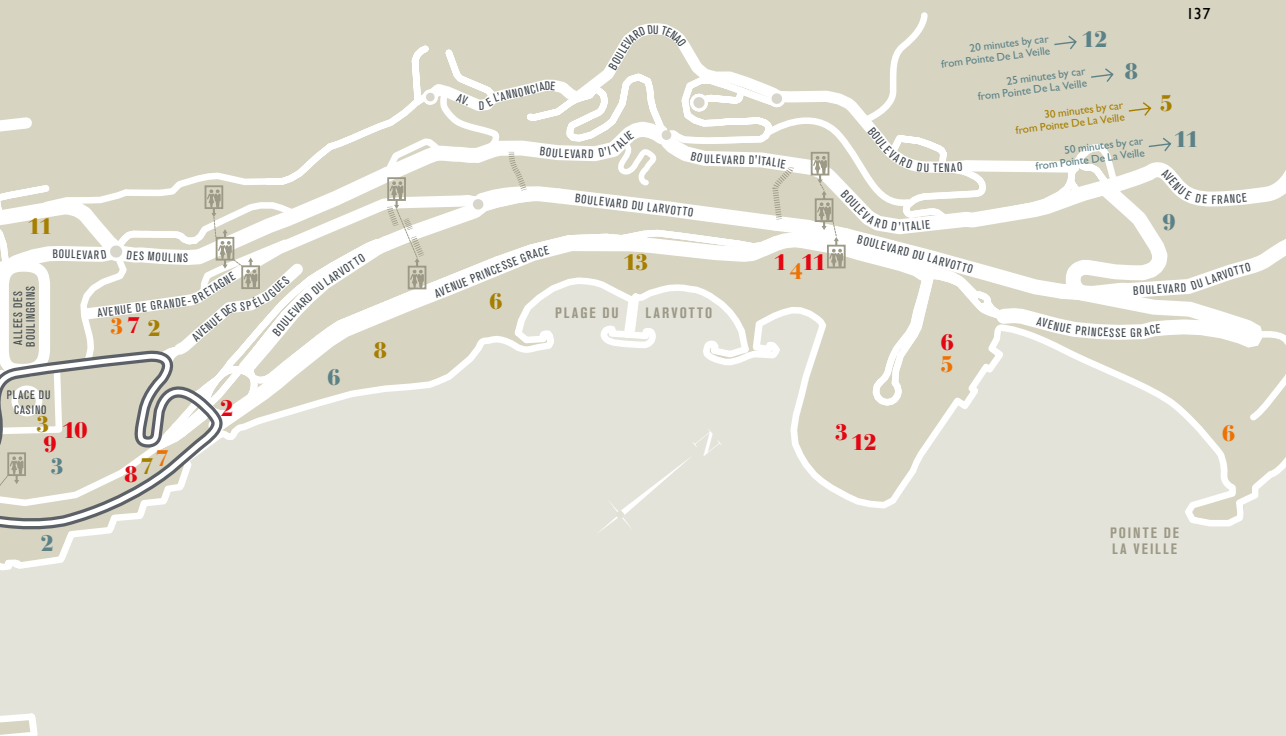 137
20 minutes by car
from Pointe De La Veille
12
25 minutes by car
from Pointe De La Veille
8
30 minutes by car
from Pointe De La Veille
5
50 minutes by car
from Pointe De La Veille
11
BOULEVARD DU TENAO
AV. DE L'ANNONCIADE
BOULEVARD D'ITALIE
BOULEVARD D'ITALIE
BOULEVARD DU TENAO
AVENUE DE FRANCE
BOULEVARD DU LARVOTTO
BOULEVARD D'ITALIE
9
11
BOULEVARD DES MOULINS
BOULEVARD DU LARVOTTO
AVENUE PRINCESSE GRACE
13
1
4
11
BOULEVARD DU LARVOTTO
BOULEVARD DU LARVOTTO
AVENUE DE GRANDE-BRETAGNE
AVENUE DES SPÉLUGUES
ALLEES DES
BOULINGRINS
6
PLAGE DU LARVOTTO
3 7 2
AVENUE PRINCESSE GRACE
8
6
5
6
PLACE DU
CASINO
2
3
10
9
3
8
7
7
3
12
6
2
POINTE DE
LA VEILLE